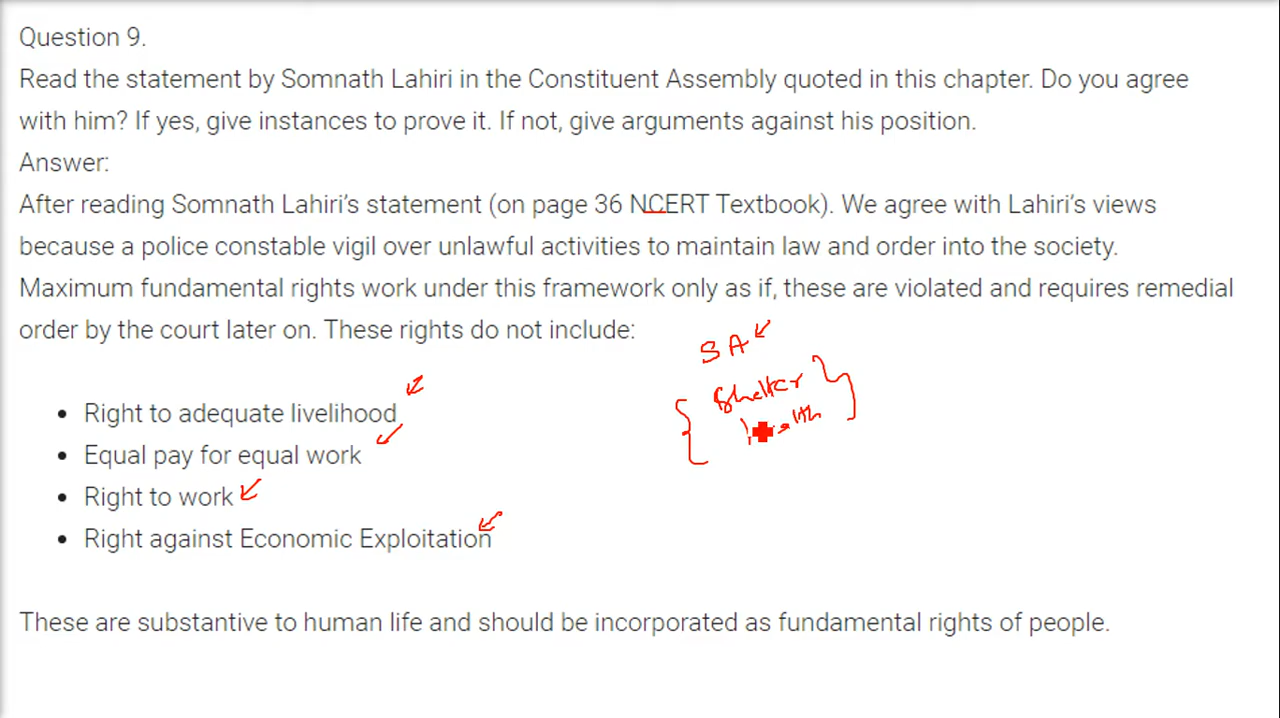 Question 9.
Read the statement by Somnath Lahiri in the Constituent Assembly quoted in this chapter. Do you agree
with him? If yes, give instances to prove it. If not, give arguments against his position.
Answer:
After reading Somnath Lahiri's statement (on page 36 NCERT Textbook). We agree with Lahiri's views
because a police constable vigil over unlawful activities to maintain law and order into the society.
Maximum fundamental rights work under this framework only as if, these are violated and requires remedial
order by the court later on. These rights do not include:
SA
Shelter
• Right to adequate livelihood
• Equal pay for equal work
• Right to work
• Right against Economic Exploitation
These are substantive to human life and should be incorporated as fundamental rights of people.